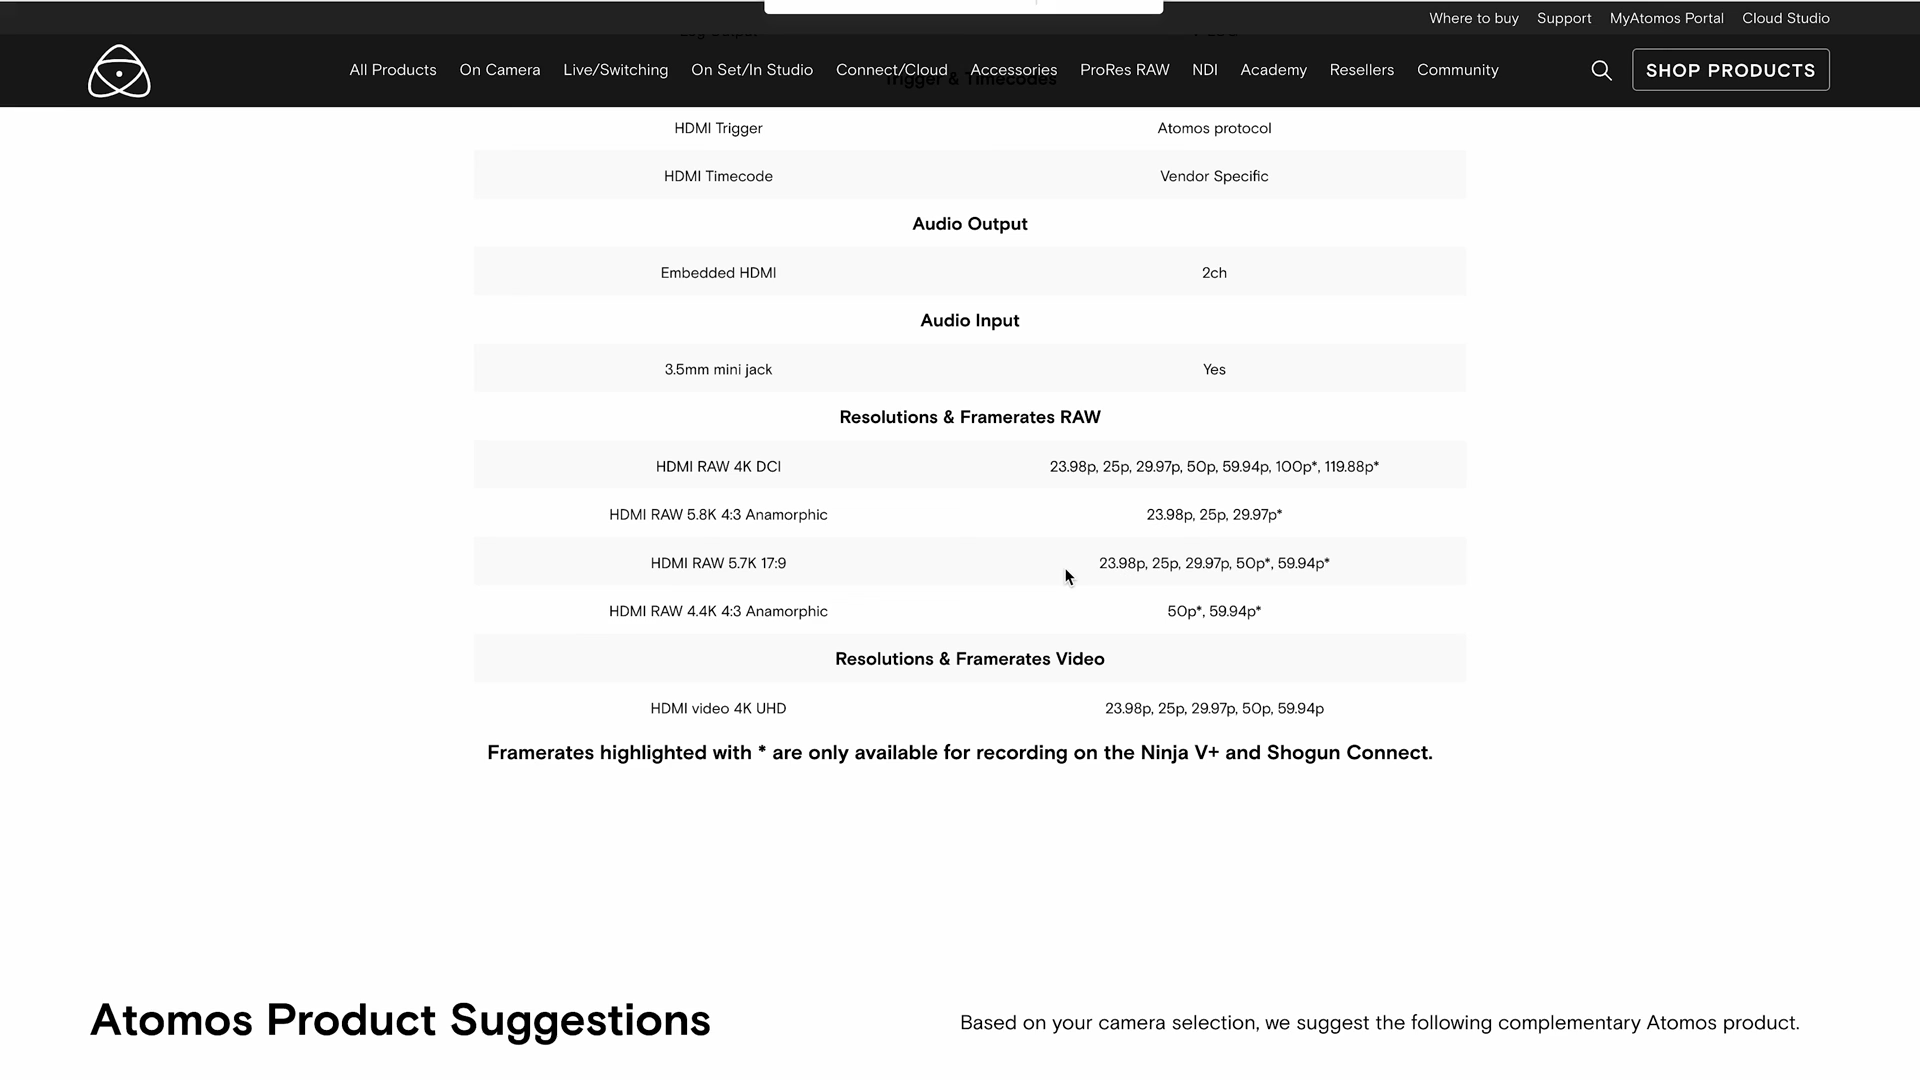 Where to buy Support MyAtomos Portal Cloud Studio
All Products On Camera Live/Switching On Set/In Studio Connect/Cloud Accessories ProRes RAW NDI Academy Resellers Community SHOP PRODUCTS
Trigger & Timecodes
HDMI Trigger Atomos protocol
HDMI Timecode Vendor Specific
Audio Output
Embedded HDMI 2ch
Audio Input
3.5mm mini jack Yes
Resolutions & Framerates RAW
HDMI RAW 4K DCI 23.98p, 25p, 29.97p, 50p, 59.94p, 100p*, 119.88p*
HDMI RAW 5.8K 4:3 Anamorphic 23.98p, 25p, 29.97p*
HDMI RAW 5.7K 17:9 23.98p, 25p, 29.97p, 50p*, 59.94p*
HDMI RAW 4.4K 4:3 Anamorphic 50p*, 59.94p*
Resolutions & Framerates Video
HDMI video 4K UHD 23.98p, 25p, 29.97p, 50p, 59.94p
Framerates highlighted with * are only available for recording on the Ninja V+ and Shogun Connect.
Atomos Product Suggestions
Based on your camera selection, we suggest the following complementary Atomos product.